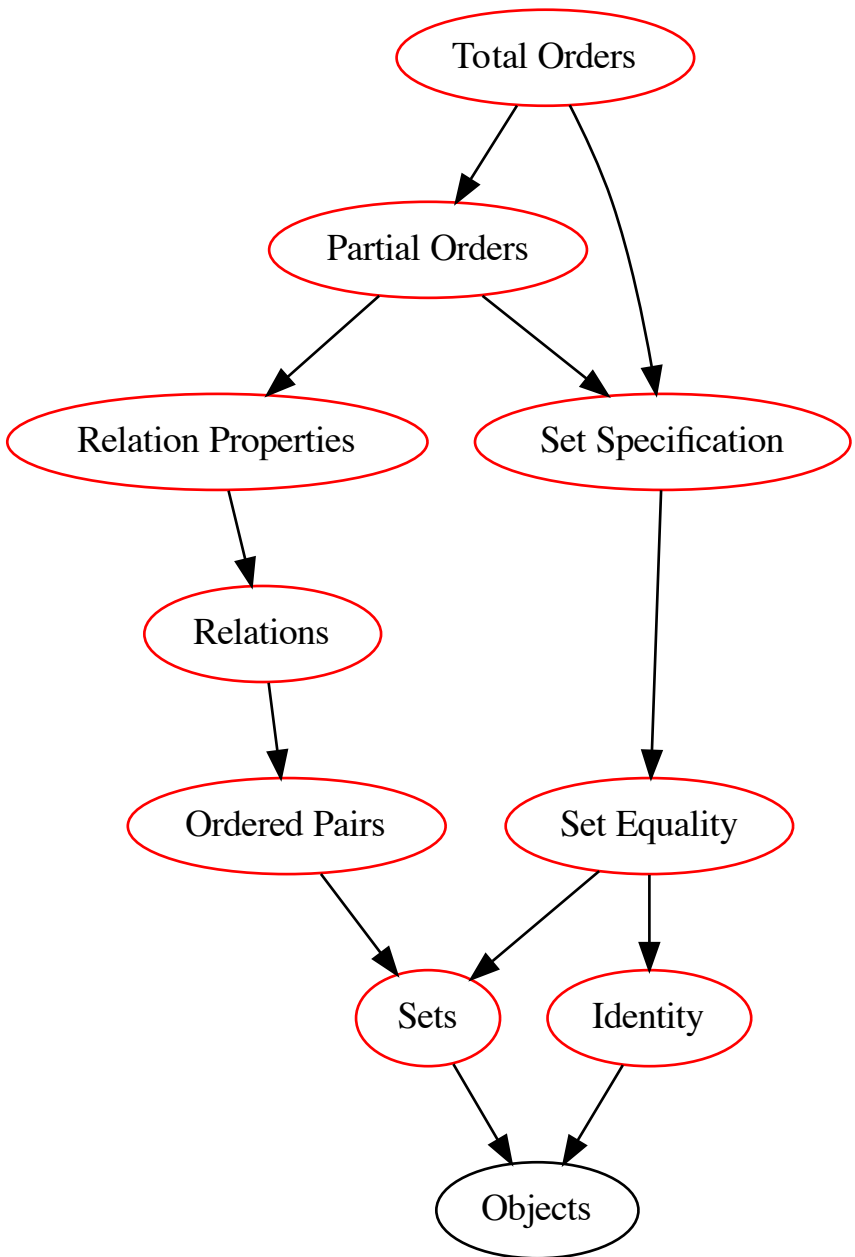 Total Orders
Partial Orders
Relation Properties
Set Specification
Relations
Ordered Pairs
Set Equality
Sets
Identity
Objects